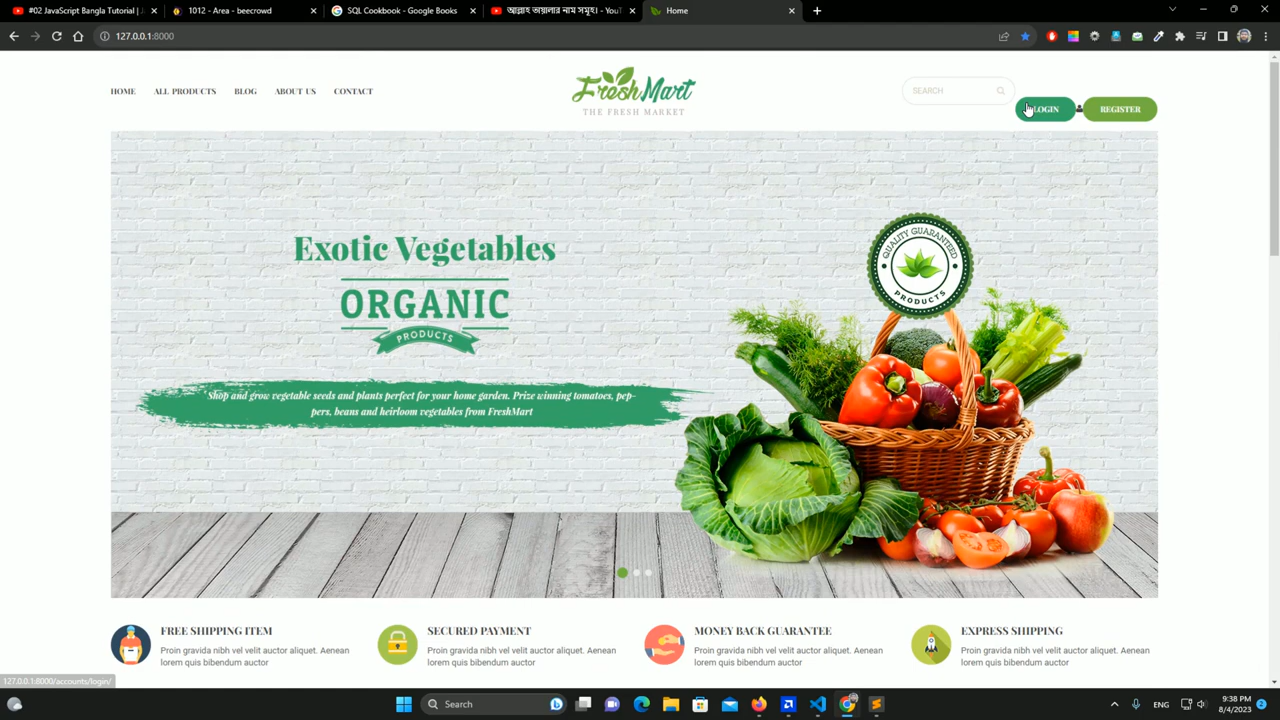 #02 JavaScript Bangla Tutorial | J
1012 - Area - beecrowd
SQL Cookbook - Google Books
আল্লাহ তায়ালার নাম সমূহ। - YouT
Home
127.0.0.1:8000
HOME
ALL PRODUCTS
BLOG
ABOUT US
CONTACT
FreshMart
THE FRESH MARKET
SEARCH
LOGIN
REGISTER
Exotic Vegetables
ORGANIC
PRODUCTS
Shop and grow vegetable seeds and plants perfect for your home garden. Prize winning tomatoes, pep-
pers, beans and heirloom vegetables from FreshMart
QUALITY GUARANTEED
PRODUCTS
FREE SHIPPING ITEM
Proin gravida nibh vel velit auctor aliquet. Aenean
lorem quis bibendum auctor
SECURED PAYMENT
Proin gravida nibh vel velit auctor aliquet. Aenean
lorem quis bibendum auctor
MONEY BACK GUARANTEE
Proin gravida nibh vel velit auctor aliquet. Aenean
lorem quis bibendum auctor
EXPRESS SHIPPING
Proin gravida nibh vel velit auctor aliquet. Aenean
lorem quis bibendum auctor
127.0.0.1:8000/accounts/login/
Search
ENG
9:38 PM
8/4/2023
2